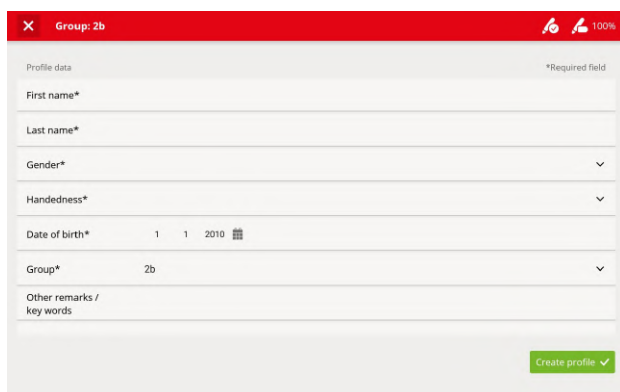 Group: 2b
100%
Profile data
*Required field
First name*
Last name*
Gender*
Handedness*
Date of birth* 1 1 2010
Group* 2b
Other remarks /
key words
Create profile